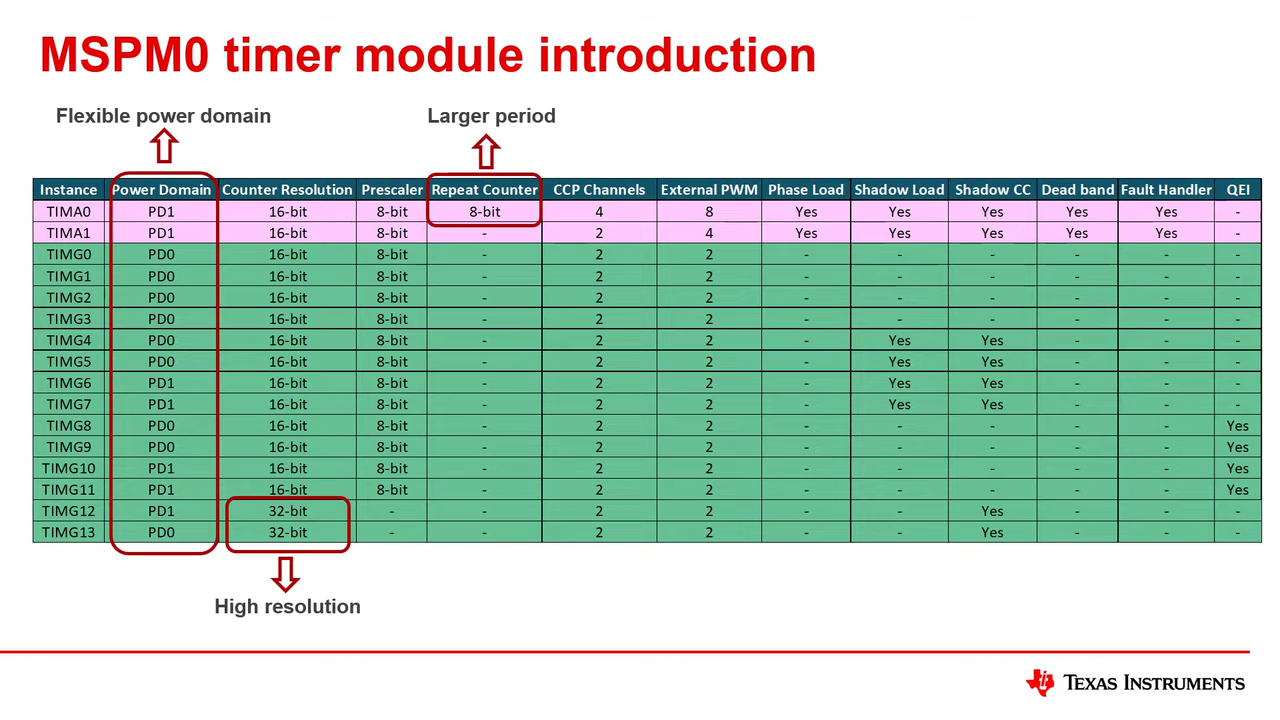 MSPM0 timer module introduction
Flexible power domain Larger period
Instance Power Domain Counter Resolution Prescaler Repeat Counter CCP Channels External PWM Phase Load Shadow Load Shadow CC Dead band Fault Handler QEI
TIMA0 PD1 16-bit 8-bit 8-bit 4 8 Yes Yes Yes Yes Yes -
TIMA1 PD1 16-bit 8-bit - 2 4 Yes Yes Yes Yes Yes -
TIMG0 PD0 16-bit 8-bit - 2 2 - - - - - -
TIMG1 PD0 16-bit 8-bit - 2 2 - - - - - -
TIMG2 PD0 16-bit 8-bit - 2 2 - - - - - -
TIMG3 PD0 16-bit 8-bit - 2 2 - - - - - -
TIMG4 PD0 16-bit 8-bit - 2 2 - Yes Yes - - -
TIMG5 PD0 16-bit 8-bit - 2 2 - Yes Yes - - -
TIMG6 PD1 16-bit 8-bit - 2 2 - Yes Yes - - -
TIMG7 PD1 16-bit 8-bit - 2 2 - Yes Yes - - -
TIMG8 PD0 16-bit 8-bit - 2 2 - - - - - Yes
TIMG9 PD0 16-bit 8-bit - 2 2 - - - - - Yes
TIMG10 PD1 16-bit 8-bit - 2 2 - - - - - Yes
TIMG11 PD1 16-bit 8-bit - 2 2 - - - - - Yes
TIMG12 PD1 32-bit - - 2 2 - - Yes - - -
TIMG13 PD0 32-bit - - 2 2 - - Yes - - -
High resolution
TEXAS INSTRUMENTS